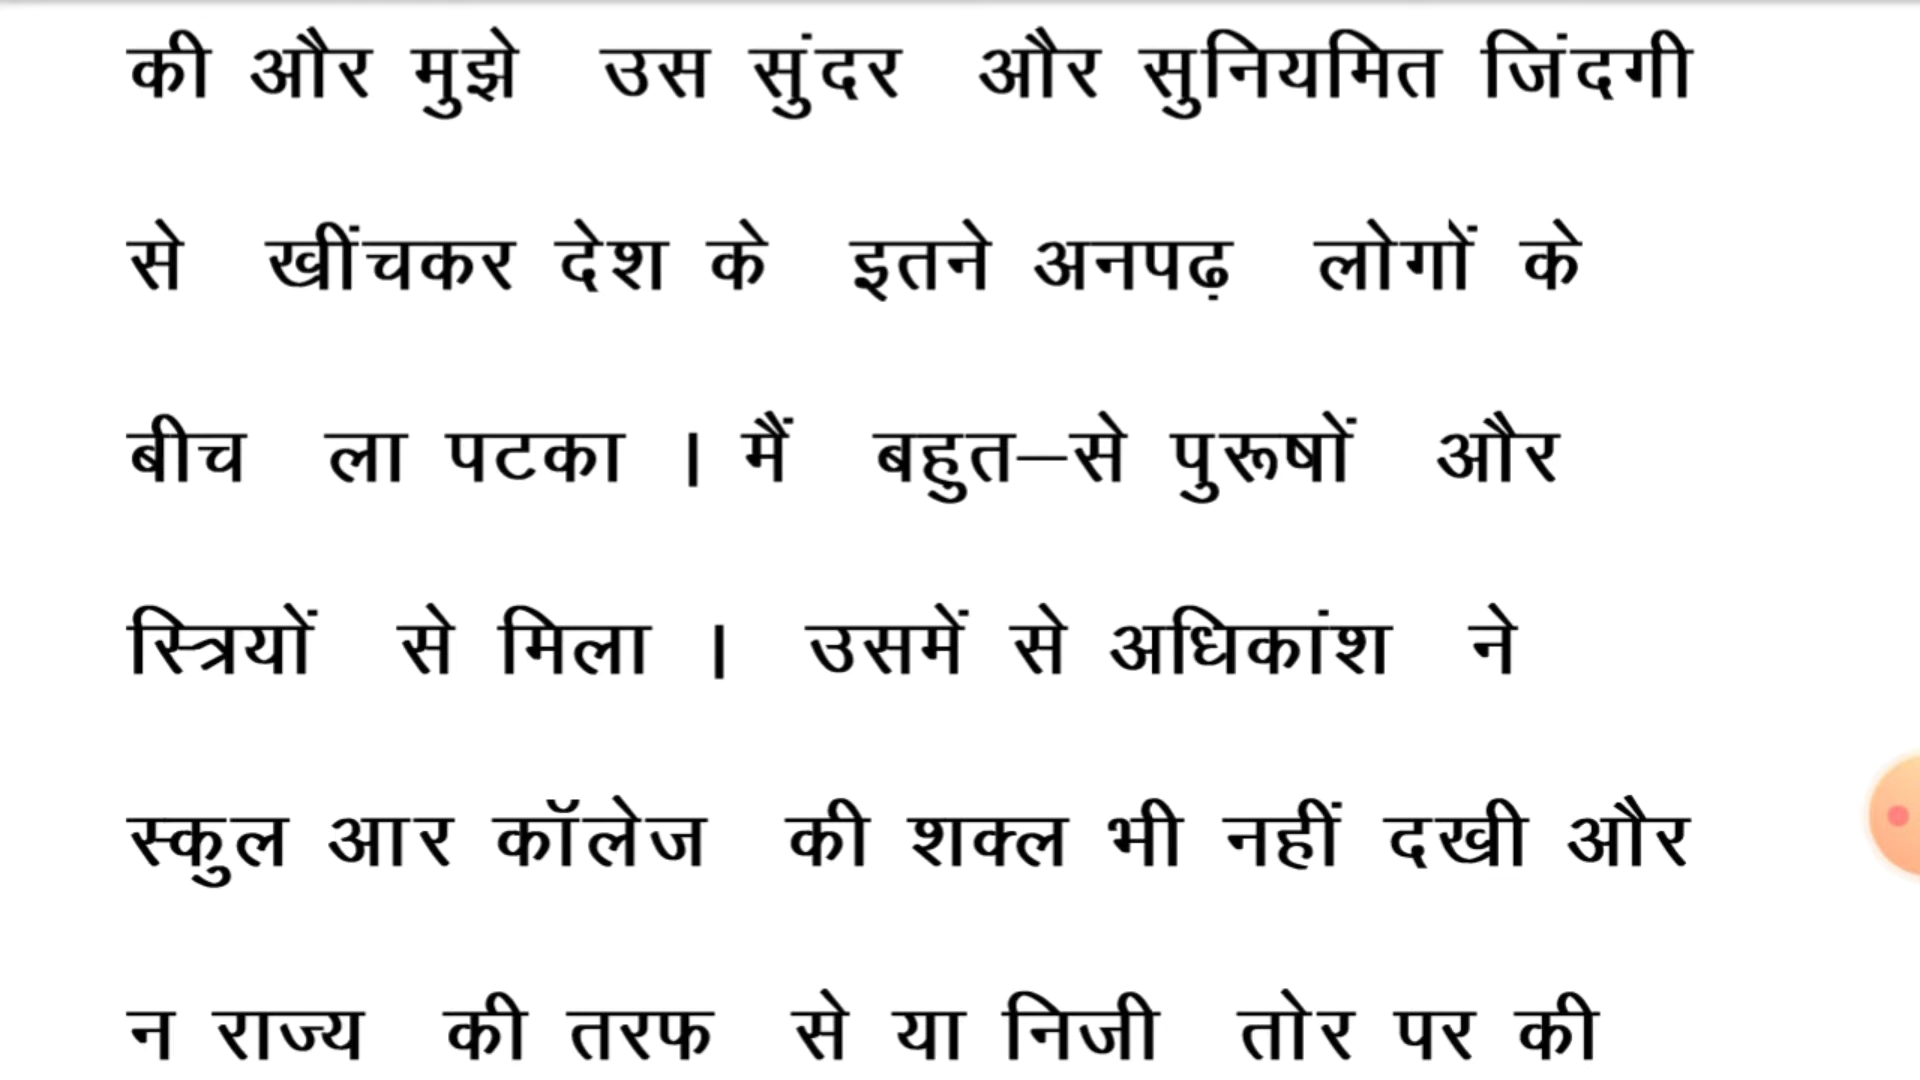 की और मुझे उस सुंदर और सुनियमित जिंदगी
से खींचकर देश के इतने अनपढ़ लोगों के
बीच ला पटका । मैं बहुत–से पुरूषों और
स्त्रियों से मिला । उसमें से अधिकांश ने
स्कुल आर कॉलेज की शक्ल भी नहीं दखी और
न राज्य की तरफ से या निजी तोर पर की